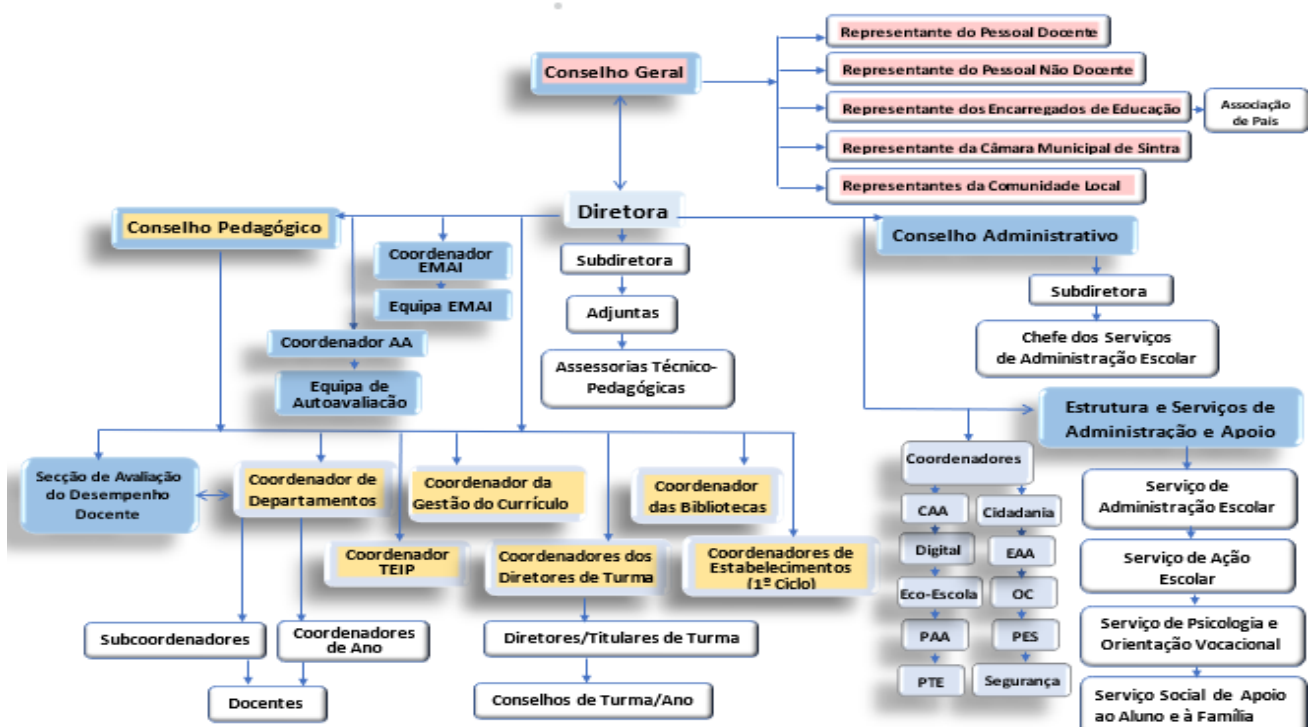 Representante do Pessoal Docente
Conselho Geral
Representante do Pessoal Não Docente
Representante dos Encarregados de Educação
Associação
de Pais
Representante da Câmara Municipal de Sintra
Representantes da Comunidade Local
Diretora
Conselho Pedagógico
Conselho Administrativo
Coordenador
EMAI
Equipa EMAI
Subdiretora
Adjuntas
Assessorias Técnico-
Pedagógicas
Subdiretora
Chefe dos Serviços
de Administração Escolar
Coordenador AA
Equipa de
Autoavaliação
Estrutura e Serviços de
Administração e Apoio
Secção de Avaliação
do Desempenho
Docente
Coordenador de
Departamentos
Coordenador da
Gestão do Currículo
Coordenador
das Bibliotecas
Coordenador
TEIP
Coordenadores dos
Diretores de Turma
Coordenadores de
Estabelecimentos
(1º Ciclo)
Subcoordenadores
Coordenadores
de Ano
Docentes
Diretores/Titulares de Turma
Conselhos de Turma/Ano
Coordenadores
CAA
Digital
Eco-Escola
PAA
PTE
Cidadania
EAA
OC
PES
Segurança
Serviço de
Administração Escolar
Serviço de Ação
Escolar
Serviço de Psicologia e
Orientação Vocacional
Serviço Social de Apoio
ao Aluno e à Família